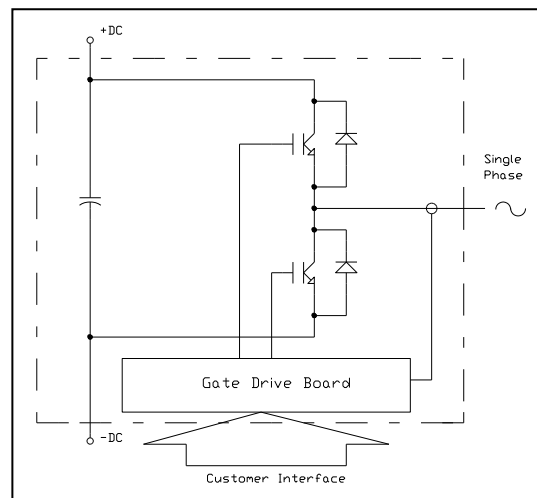 +DC
Single
Phase
Gate Drive Board
-DC
Customer Interface